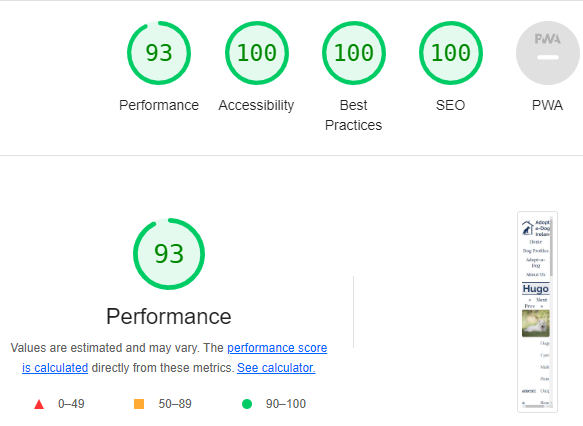 93
100
100
100
PWA
Performance
Accessibility
Best
Practices
SEO
PWA
93
Performance
Values are estimated and may vary. The performance score
is calculated directly from these metrics. See calculator.
0–49
50–89
90–100
Adopt
e-Dog
Irelan
Home
Dog Profiles
Adopt-a-
Dog
About Us
Hugo